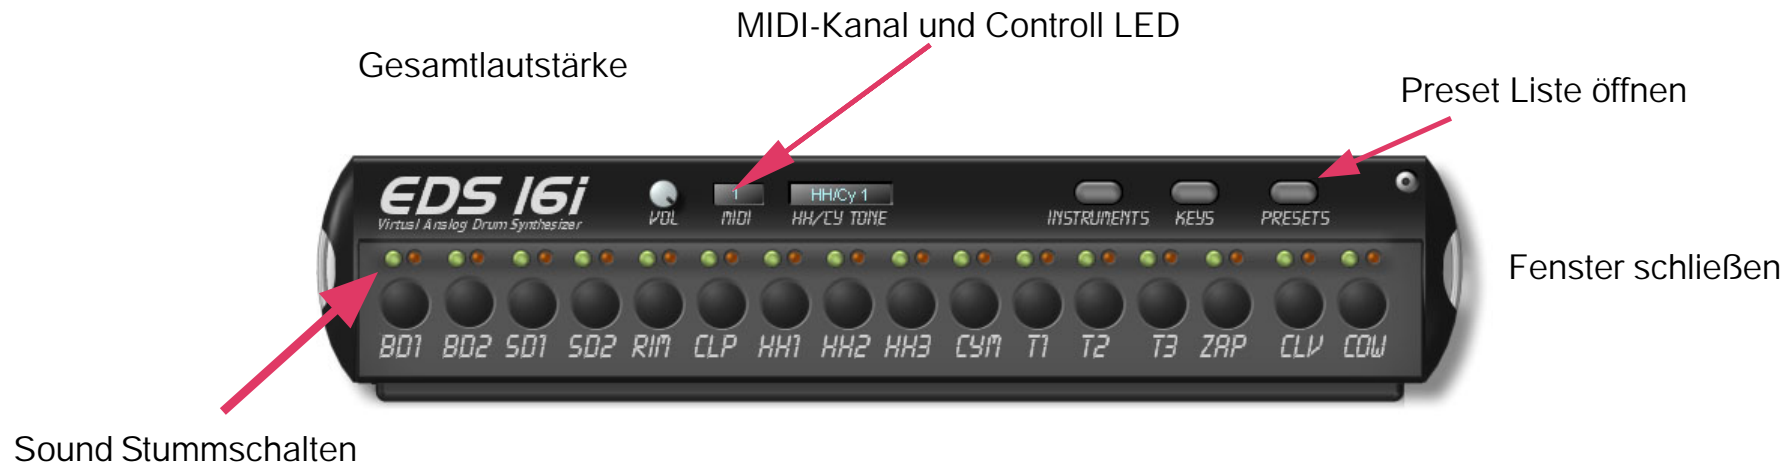 MIDI-Kanal und Controll LED
Gesamtlautstärke
Preset Liste öffnen
EDS 16i
Virtual Analog Drum Synthesizer
VOL
1
MIDI
HH/Cy 1
HH/CY TONE
INSTRUMENTS
KEYS
PRESETS
Fenster schließen
BD1 BD2 SD1 SD2 RIM CLP HH1 HH2 HH3 CYM T1 T2 T3 ZAP CLV COW
Sound Stummschalten